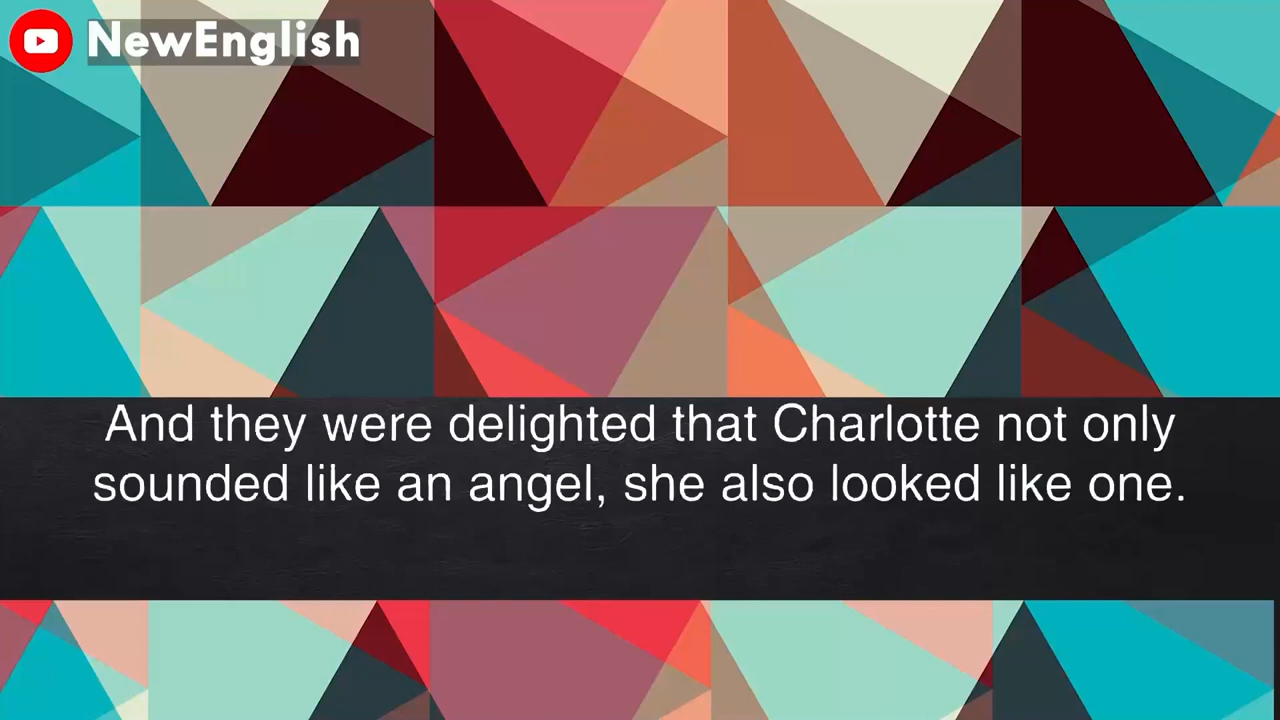 NewEnglish
And they were delighted that Charlotte not only
sounded like an angel, she also looked like one.